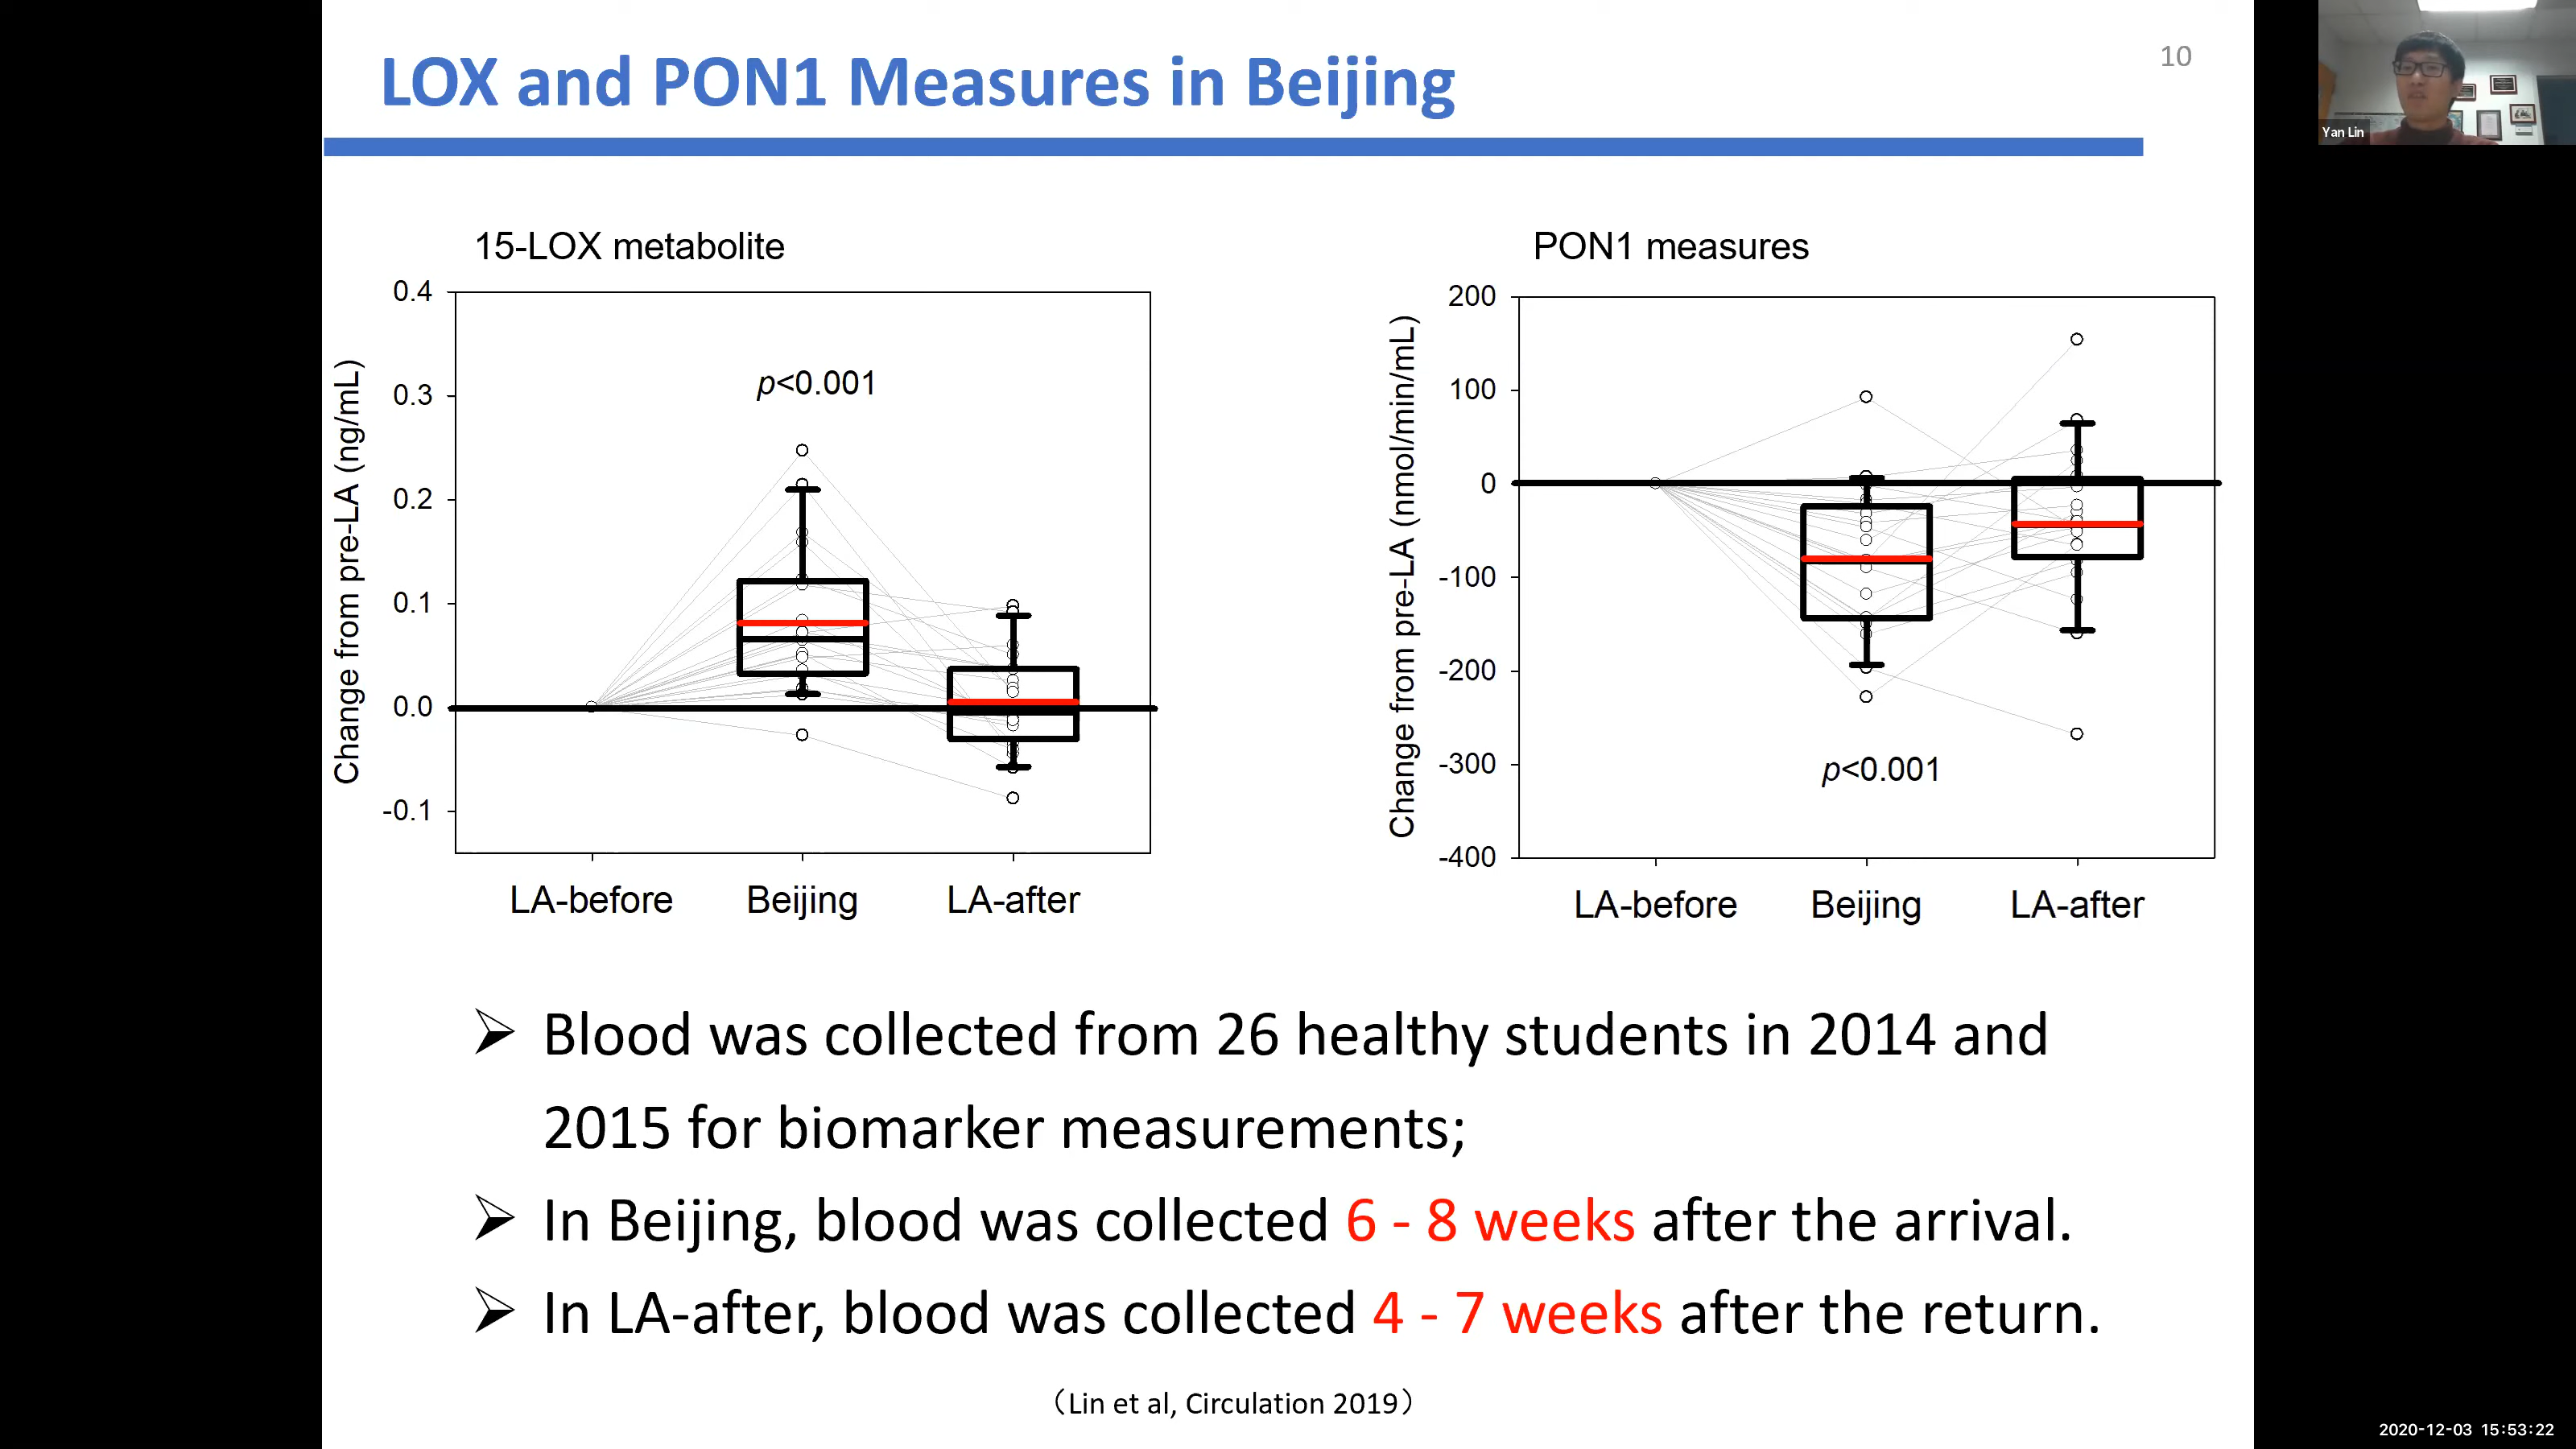 LOX and PON1 Measures in Beijing
10
Yan Lin
15-LOX metabolite
Change from pre-LA (ng/mL)
0.4
0.3
0.2
0.1
0.0
-0.1
p<0.001
LA-before Beijing LA-after
PON1 measures
Change from pre-LA (nmol/min/mL)
200
100
0
-100
-200
-300
-400
p<0.001
LA-before Beijing LA-after
➢ Blood was collected from 26 healthy students in 2014 and
2015 for biomarker measurements;
➢ In Beijing, blood was collected 6 - 8 weeks after the arrival.
➢ In LA-after, blood was collected 4 - 7 weeks after the return.
（Lin et al, Circulation 2019）
2020-12-03 15:53:22